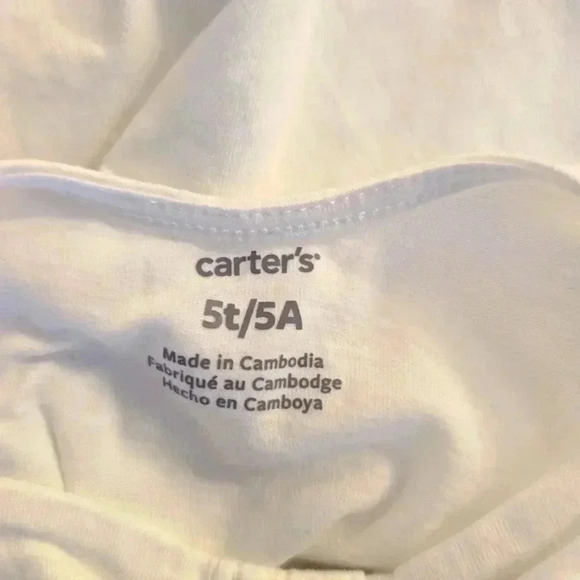 carter's
5t/5A
Made in Cambodia
Fabriqué au Cambodge
Hecho en Camboya